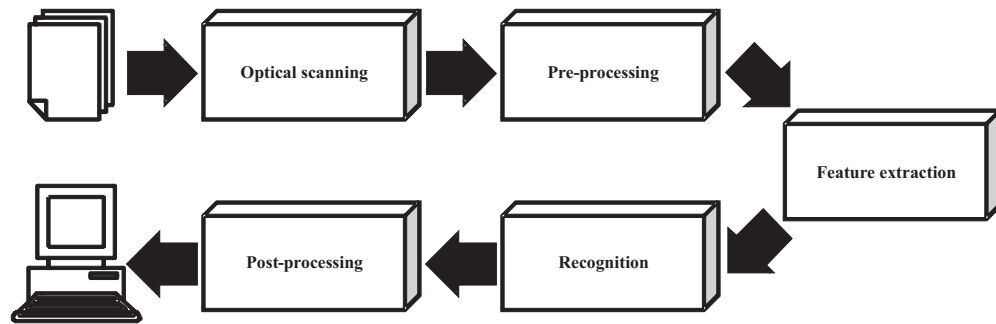 Optical scanning
Pre-processing
Feature extraction
Recognition
Post-processing